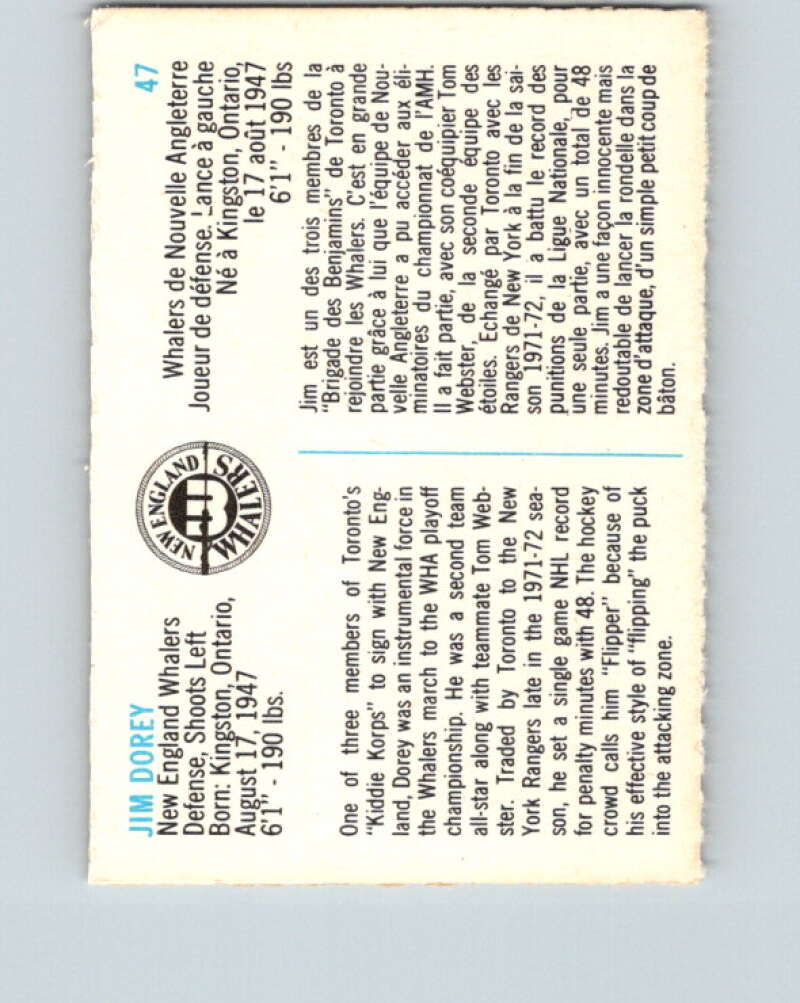 JIM DOREY
New England Whalers
Defense, Shoots Left
Born: Kingston, Ontario,
August 17, 1947
6'1" - 190 lbs.
NEW ENGLAND
WHALERS
47
Whalers de Nouvelle Angleterre
Joueur de défense. Lance à gauche
Né à Kingston, Ontario,
le 17 août 1947
6'1" - 190 lbs
One of three members of Toronto's
"Kiddie Korps" to sign with New Eng-
land, Dorey was an instrumental force in
the Whalers march to the WHA playoff
championship. He was a second team
all-star along with teammate Tom Web-
ster. Traded by Toronto to the New
York Rangers late in the 1971-72 sea-
son, he set a single game NHL record
for penalty minutes with 48. The hockey
crowd calls him "Flipper" because of
his effective style of "flipping" the puck
into the attacking zone.
Jim est un des trois membres de la
"Brigade des Benjamins" de Toronto à
rejoindre les Whalers. C'est en grande
partie grâce à lui que l'équipe de Nou-
velle Angleterre a pu accéder aux éli-
minatoires du championnat de l'AMH.
Il a fait partie, avec son coéquipier Tom
Webster, de la seconde équipe des
étoiles. Echangé par Toronto avec les
Rangers de New York à la fin de la sai-
son 1971-72, il a battu le record des
punitions de la Ligue Nationale, pour
une seule partie, avec un total de 48
minutes. Jim a une façon innocente mais
redoutable de lancer la rondelle dans la
zone d'attaque, d'un simple petit coup de
bâton.